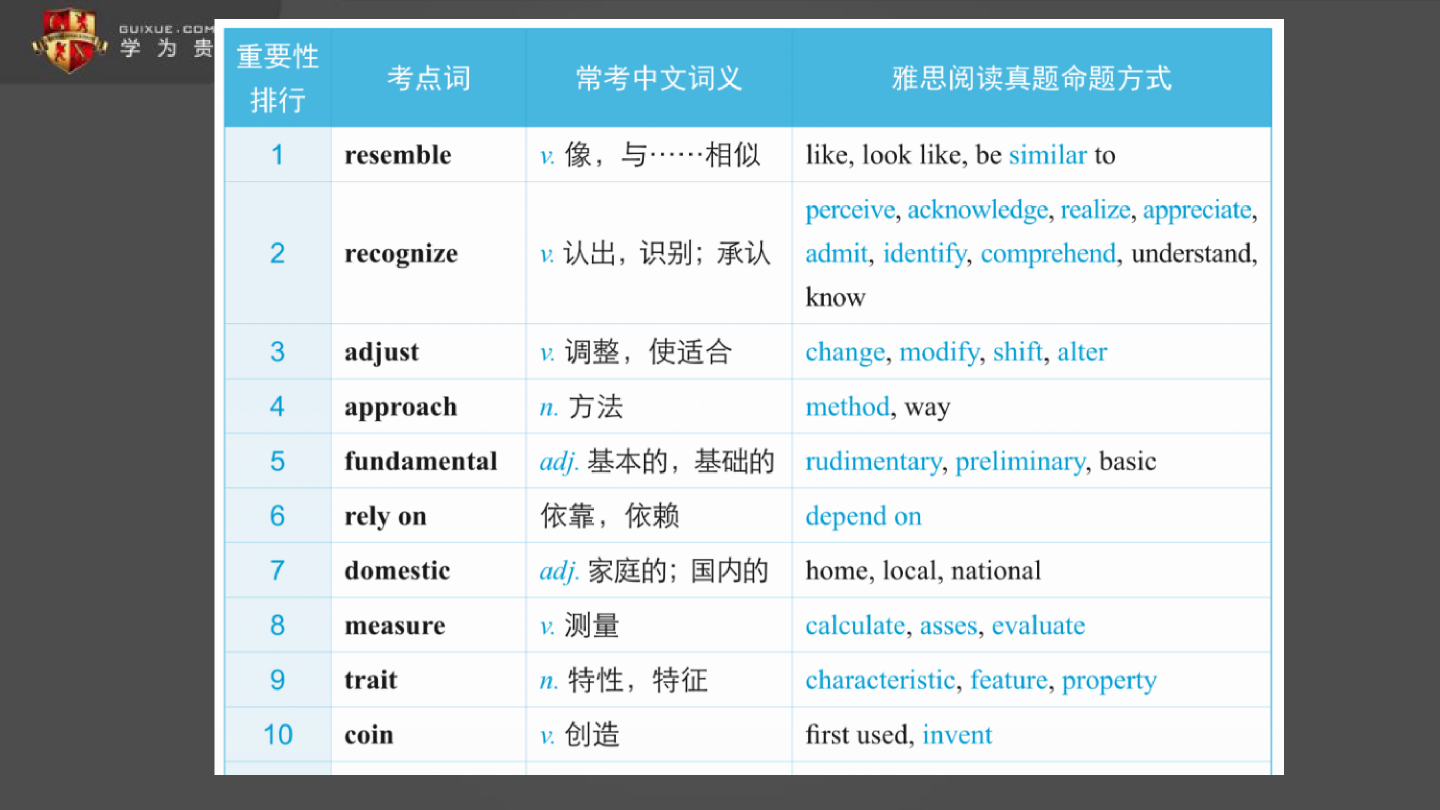 GUIXUE.COM
学为贵
重要性
排行
考点词
常考中文词义
雅思阅读真题命题方式
1 resemble v. 像，与……相似 like, look like, be similar to
perceive, acknowledge, realize, appreciate,
2 recognize v. 认出，识别；承认 admit, identify, comprehend, understand,
know
3 adjust v. 调整，使适合 change, modify, shift, alter
4 approach n. 方法 method, way
5 fundamental adj. 基本的，基础的 rudimentary, preliminary, basic
6 rely on 依靠，依赖 depend on
7 domestic adj. 家庭的；国内的 home, local, national
8 measure v. 测量 calculate, asses, evaluate
9 trait n. 特性，特征 characteristic, feature, property
10 coin v. 创造 first used, invent